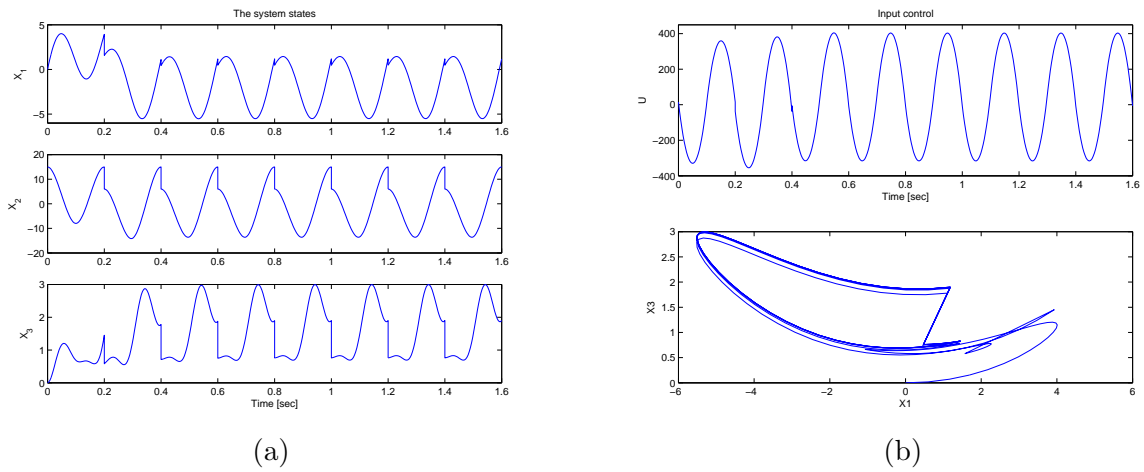 The system states
5
0
−5
X1
0 0.2 0.4 0.6 0.8 1 1.2 1.4 1.6
20
10
0
−10
−20
X2
0 0.2 0.4 0.6 0.8 1 1.2 1.4 1.6
3
2
1
0
X3
0 0.2 0.4 0.6 0.8 1 1.2 1.4 1.6
Time [sec]
(a)
Input control
400
200
0
−200
−400
U
0 0.2 0.4 0.6 0.8 1 1.2 1.4 1.6
Time [sec]
3
2.5
2
1.5
1
0.5
0
X3
−6 −4 −2 0 2 4 6
X1
(b)